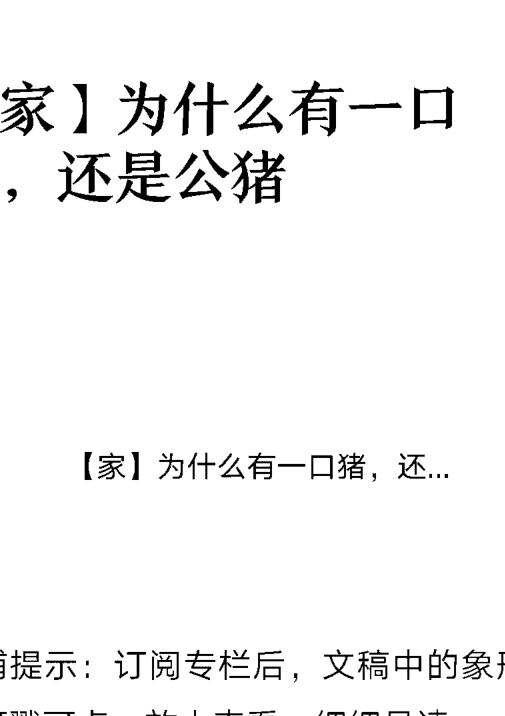 家】为什么有一口
，还是公猪
【家】为什么有一口猪，还...
提示：订阅专栏后，文稿中的象